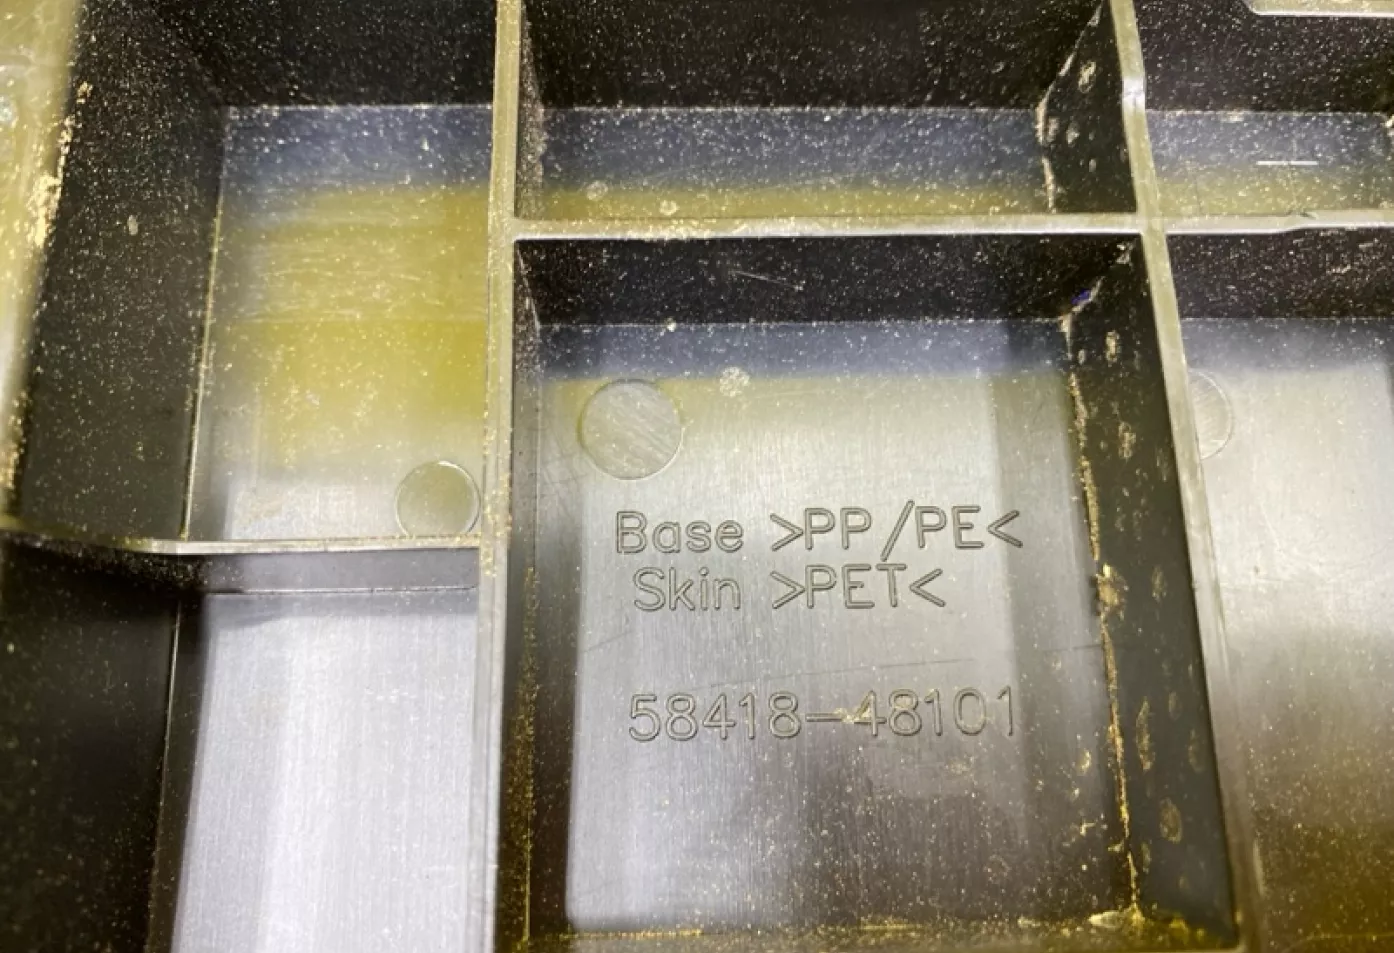 Base >PP/PE<
Skin >PET<
58418-48101